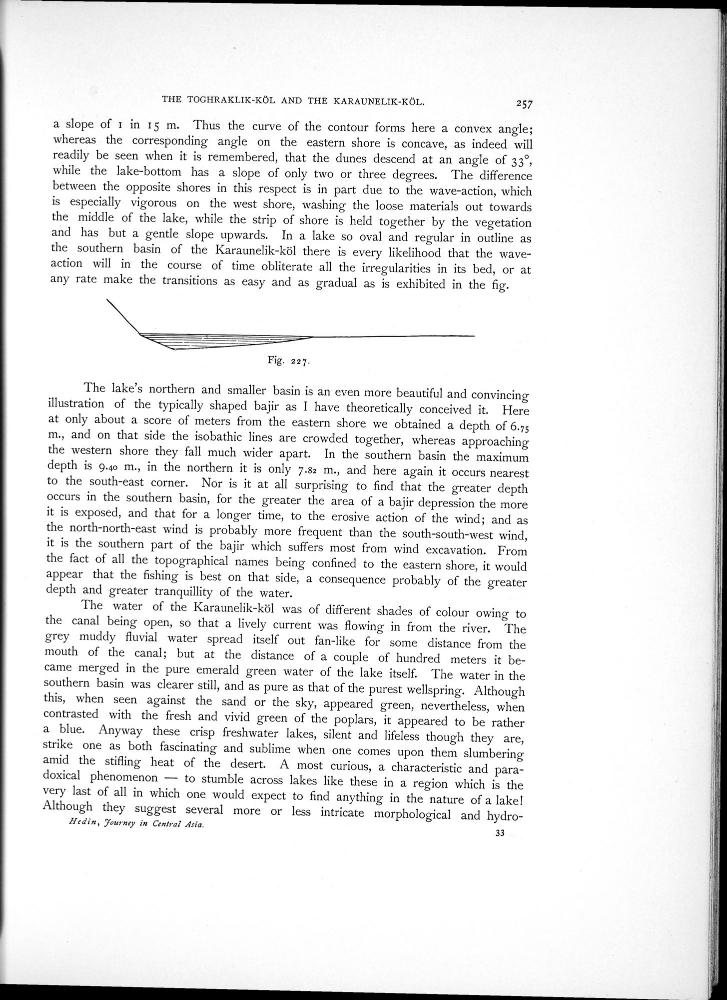 THE TOGHRAKLIK-KÖL AND THE KARAUNELIK-KÖL. 257
a slope of 1 in 15 m. Thus the curve of the contour forms here a convex angle;
whereas the corresponding angle on the eastern shore is concave, as indeed will
readily be seen when it is remembered, that the dunes descend at an angle of 33°,
while the lake-bottom has a slope of only two or three degrees. The difference
between the opposite shores in this respect is in part due to the wave-action, which
is especially vigorous on the west shore, washing the loose materials out towards
the middle of the lake, while the strip of shore is held together by the vegetation
and has but a gentle slope upwards. In a lake so oval and regular in outline as
the southern basin of the Karaunelik-köl there is every likelihood that the wave-
action will in the course of time obliterate all the irregularities in its bed, or at
any rate make the transitions as easy and as gradual as is exhibited in the fig.
Fig. 227.
The lake's northern and smaller basin is an even more beautiful and convincing
illustration of the typically shaped bajir as I have theoretically conceived it. Here
at only about a score of meters from the eastern shore we obtained a depth of 6.75
m., and on that side the isobathic lines are crowded together, whereas approaching
the western shore they fall much wider apart. In the southern basin the maximum
depth is 9.40 m., in the northern it is only 7.82 m., and here again it occurs nearest
to the south-east corner. Nor is it at all surprising to find that the greater depth
occurs in the southern basin, for the greater the area of a bajir depression the more
it is exposed, and that for a longer time, to the erosive action of the wind; and as
the north-north-east wind is probably more frequent than the south-south-west wind,
it is the southern part of the bajir which suffers most from wind excavation. From
the fact of all the topographical names being confined to the eastern shore, it would
appear that the fishing is best on that side, a consequence probably of the greater
depth and greater tranquillity of the water.
The water of the Karaunelik-köl was of different shades of colour owing to
the canal being open, so that a lively current was flowing in from the river. The
grey muddy fluvial water spread itself out fan-like for some distance from the
mouth of the canal; but at the distance of a couple of hundred meters it be-
came merged in the pure emerald green water of the lake itself. The water in the
southern basin was clearer still, and as pure as that of the purest wellspring. Although
this, when seen against the sand or the sky, appeared green, nevertheless, when
contrasted with the fresh and vivid green of the poplars, it appeared to be rather
a blue. Anyway these crisp freshwater lakes, silent and lifeless though they are,
strike one as both fascinating and sublime when one comes upon them slumbering
amid the stifling heat of the desert. A most curious, a characteristic and para-
doxical phenomenon — to stumble across lakes like these in a region which is the
very last of all in which one would expect to find anything in the nature of a lake!
Although they suggest several more or less intricate morphological and hydro-
Hedin, Journey in Central Asia.
33